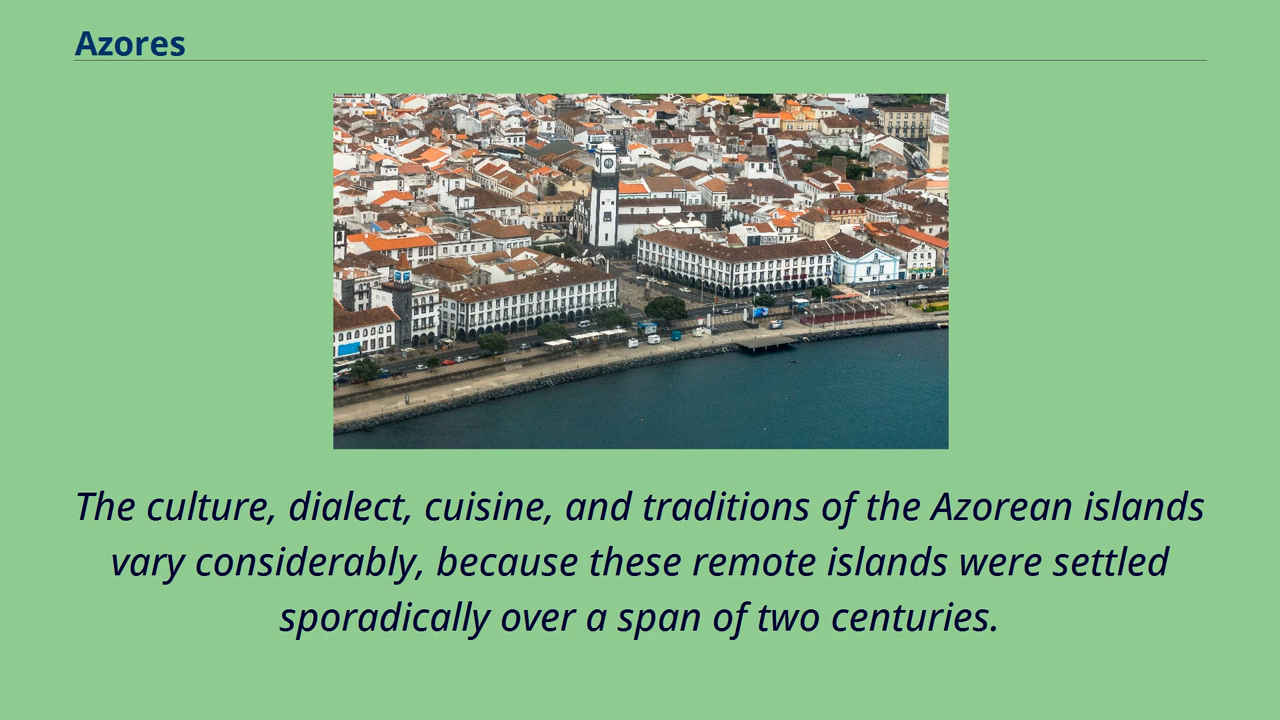 Azores
The culture, dialect, cuisine, and traditions of the Azorean islands
vary considerably, because these remote islands were settled
sporadically over a span of two centuries.